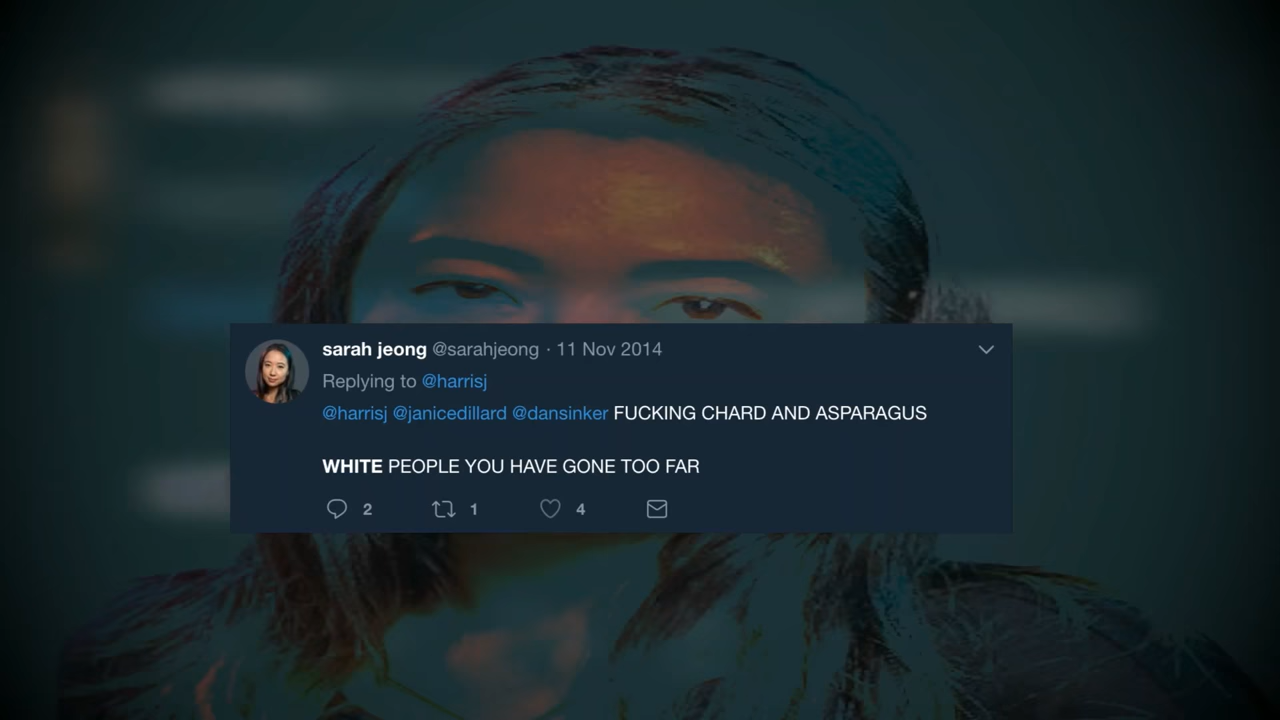 sarah jeong @sarahjeong · 11 Nov 2014
Replying to @harrisj
@harrisj @janicedillard @dansinker FUCKING CHARD AND ASPARAGUS
WHITE PEOPLE YOU HAVE GONE TOO FAR
2 1 4